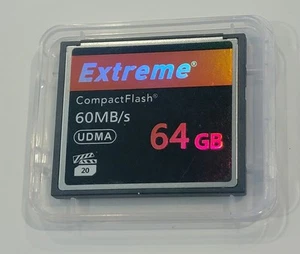 Extreme®
CompactFlash®
60MB/s
UDMA
64 GB
20